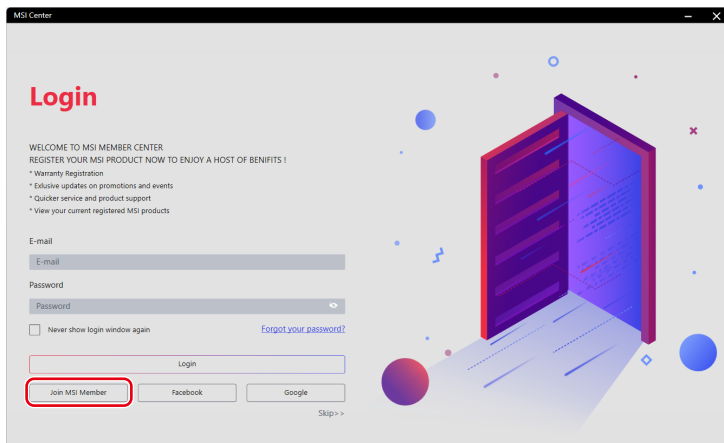 MSI Center
Login
WELCOME TO MSI MEMBER CENTER
REGISTER YOUR MSI PRODUCT NOW TO ENJOY A HOST OF BENIFITS !
* Warranty Registration
* Exlusive updates on promotions and events
* Quicker service and product support
* View your current registered MSI products
E-mail
E-mail
Password
Password
Never show login window again
Forgot your password?
Login
Join MSI Member
Facebook
Google
Skip>>